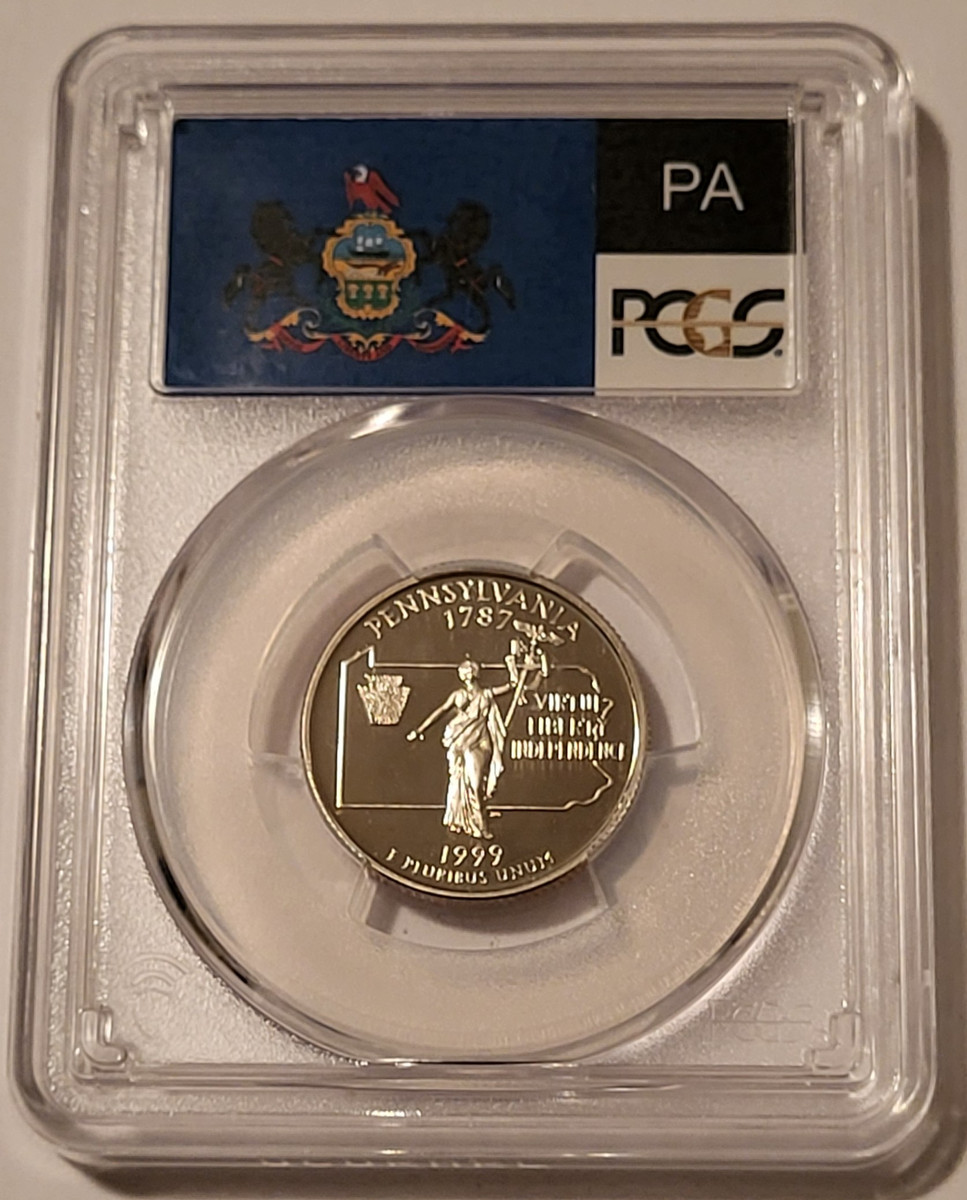 PA
PCGS
PENNSYLVANIA
1787
VIRTUE
LIBERTY
INDEPENDENCE
1999
E PLURIBUS UNUM